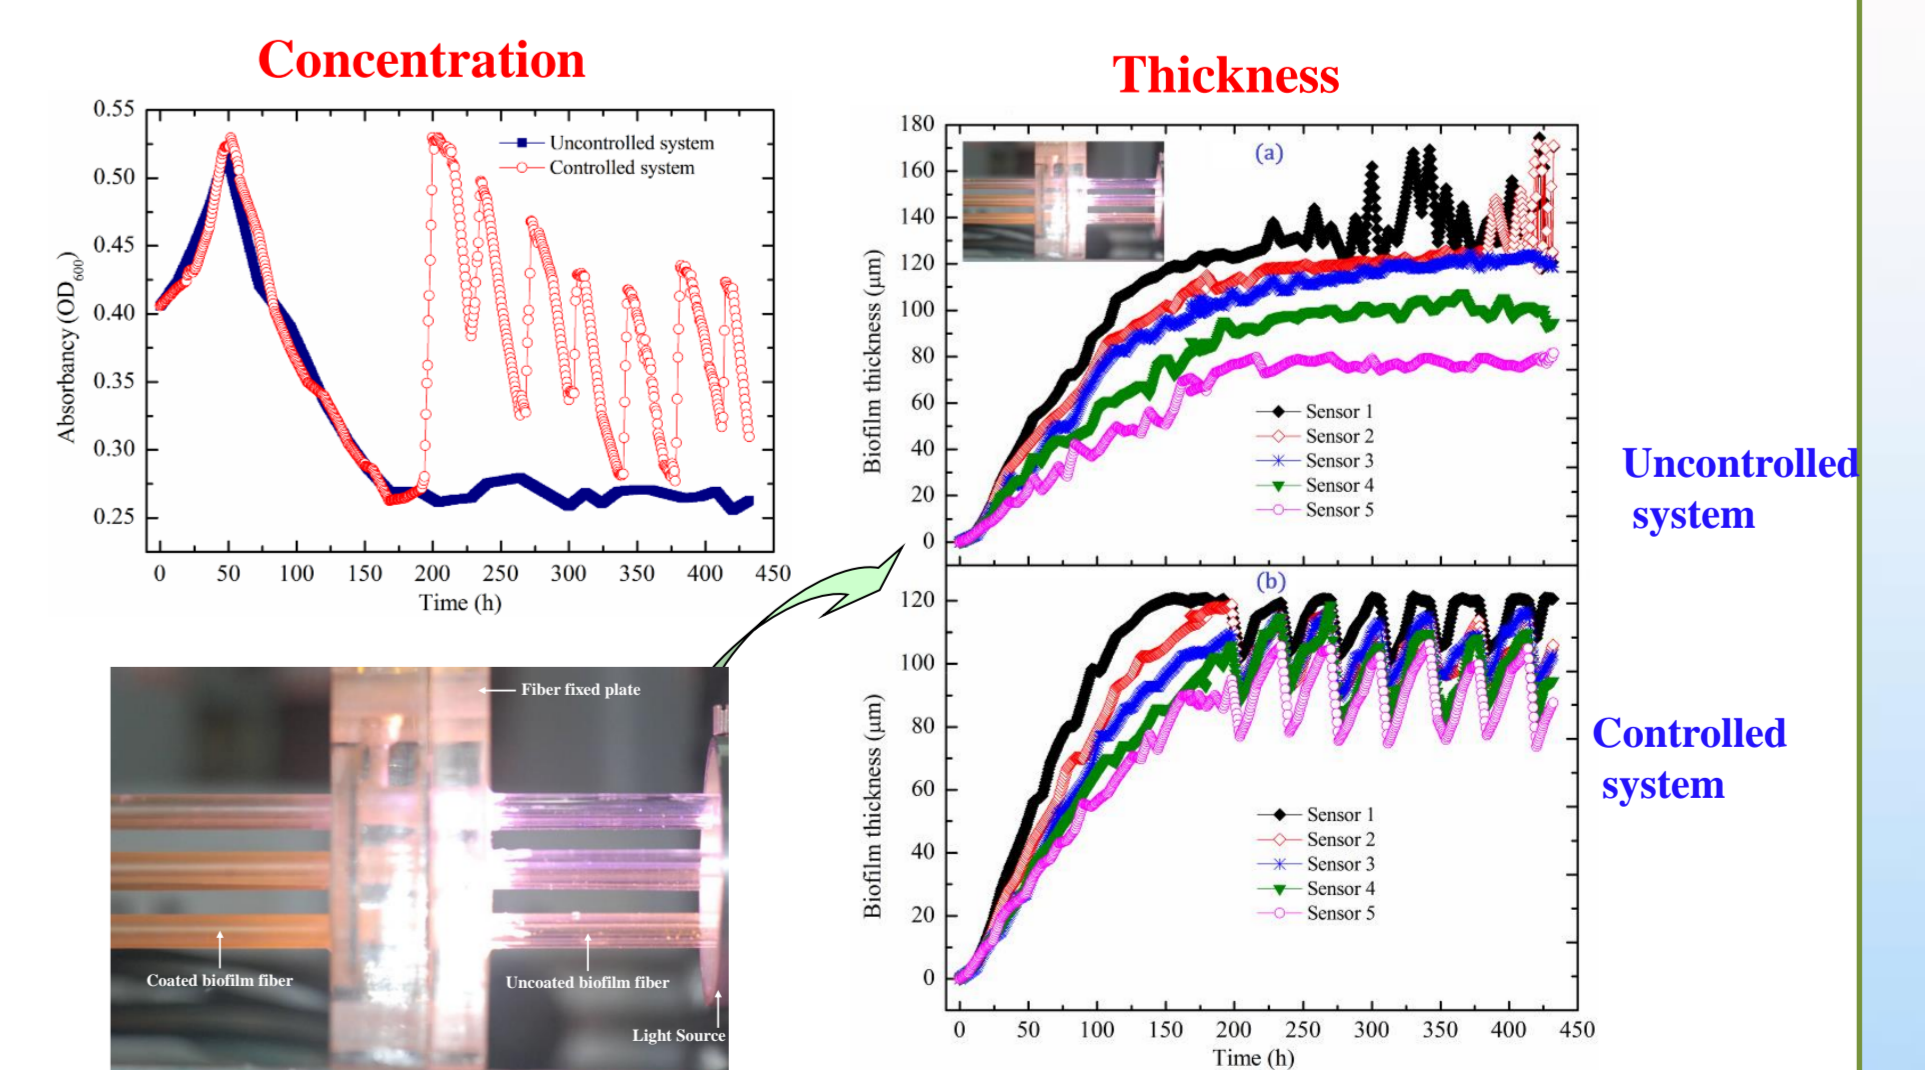 Concentration
0.55
0.50
0.45
0.40
0.35
0.30
0.25
Absorbancy (OD600)
Uncontrolled system
Controlled system
0 50 100 150 200 250 300 350 400 450
Time (h)
Fiber fixed plate
Coated biofilm fiber
Uncoated biofilm fiber
Light Source
Thickness
(a)
180
160
140
120
100
80
60
40
20
0
Biofilm thickness (μm)
Sensor 1
Sensor 2
Sensor 3
Sensor 4
Sensor 5
Uncontrolled
system
(b)
120
100
80
60
40
20
0
Biofilm thickness (μm)
Sensor 1
Sensor 2
Sensor 3
Sensor 4
Sensor 5
0 50 100 150 200 250 300 350 400 450
Time (h)
Controlled
system